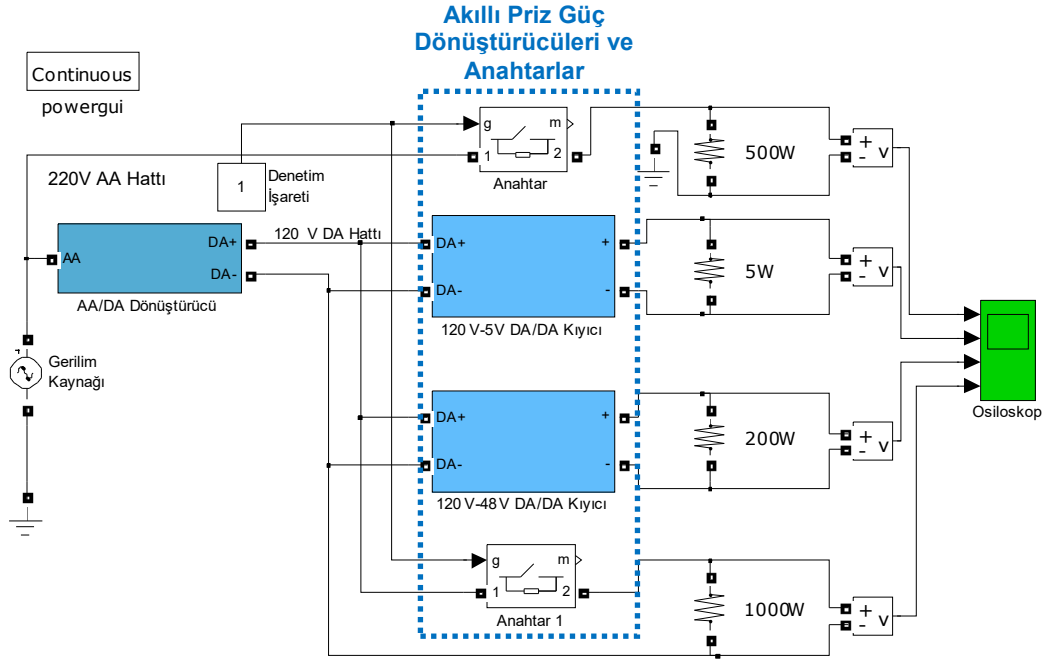 Akıllı Priz Güç
Dönüştürücüleri ve
Anahtarlar
Continuous
powergui
g
m
1
2
Anahtar
500W
+
-
v
220V AA Hattı
1
Denetim
İşareti
AA
DA+
DA-
AA/DA Dönüştürücü
120 V DA Hattı
DA+
DA-
+
-
120 V-5V DA/DA Kıyıcı
5W
+
-
v
Gerilim
Kaynağı
DA+
DA-
+
-
120 V-48 V DA/DA Kıyıcı
200W
+
-
v
Osiloskop
g
m
1
2
Anahtar 1
1000W
+
-
v